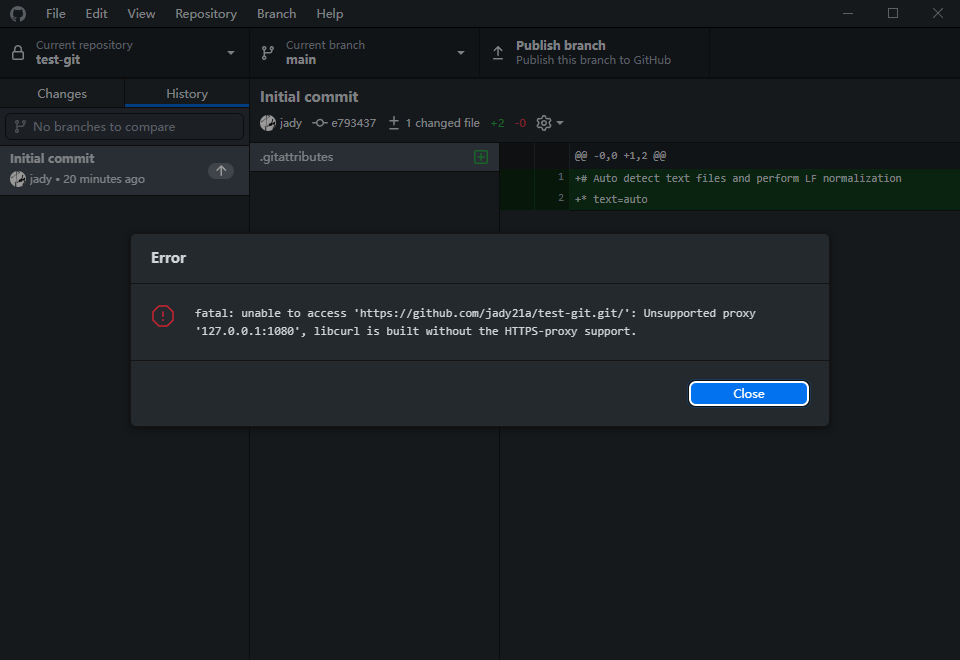 File Edit View Repository Branch Help
Current repository
test-git
Current branch
main
Publish branch
Publish this branch to GitHub
Changes
History
No branches to compare
Initial commit
jady • 20 minutes ago
Initial commit
jady e793437 1 changed file +2 -0
.gitattributes
@@ -0,0 +1,2 @@
1 +# Auto detect text files and perform LF normalization
2 +* text=auto
Error
fatal: unable to access 'https://github.com/jady21a/test-git.git/': Unsupported proxy
'127.0.0.1:1080', libcurl is built without the HTTPS-proxy support.
Close